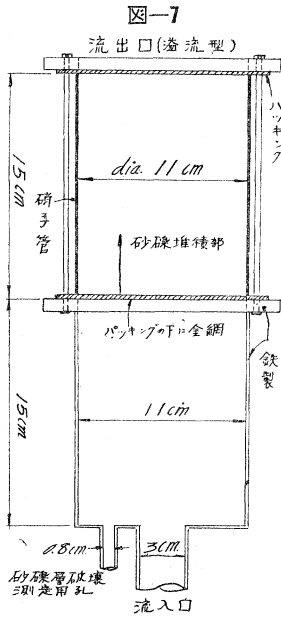 図—7
流出口(溢流型)
パッキング
dia. 11cm
15cm
硝子管
砂礫堆積部
パッキングの下に金網
鉄製
15cm
11cm
0.8cm
3cm
砂礫層破壊
測定用孔
流入口